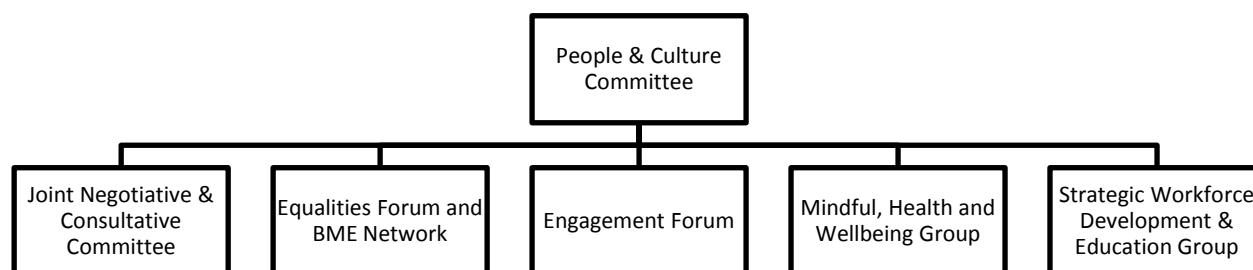 People & Culture
Committee
Joint Negotiative &
Consultative
Committee
Equalities Forum and
BME Network
Engagement Forum
Mindful, Health and
Wellbeing Group
Strategic Workforce
Development &
Education Group